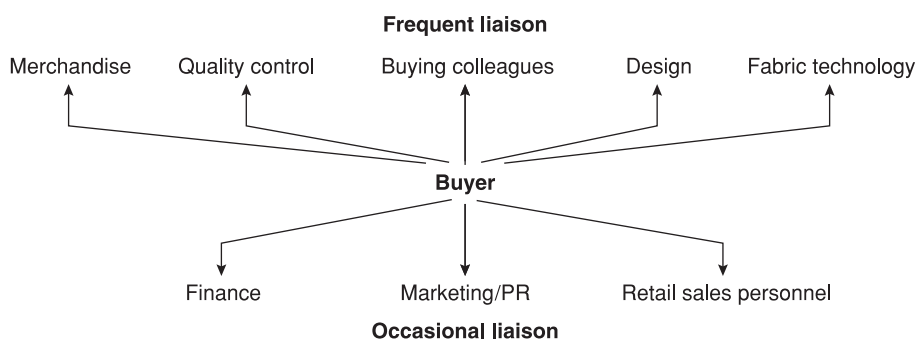 Frequent liaison
Merchandise Quality control Buying colleagues Design Fabric technology
Buyer
Finance Marketing/PR Retail sales personnel
Occasional liaison